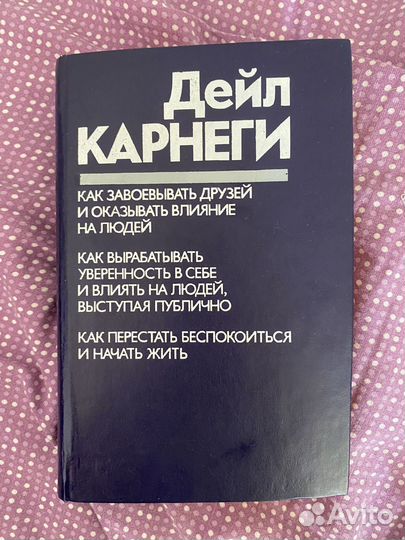 Дейл
КАРНЕГИ
КАК ЗАВОЕВЫВАТЬ ДРУЗЕЙ
И ОКАЗЫВАТЬ ВЛИЯНИЕ
НА ЛЮДЕЙ
КАК ВЫРАБАТЫВАТЬ
УВЕРЕННОСТЬ В СЕБЕ
И ВЛИЯТЬ НА ЛЮДЕЙ,
ВЫСТУПАЯ ПУБЛИЧНО
КАК ПЕРЕСТАТЬ БЕСПОКОИТЬСЯ
И НАЧАТЬ ЖИТЬ
Avito